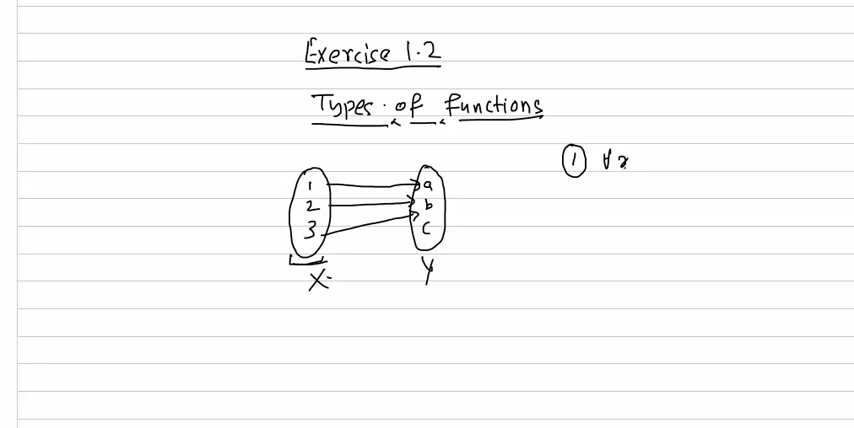 Exercise 1.2
Types of functions
1 ∀ x
1 a
2 b
3 c
X Y